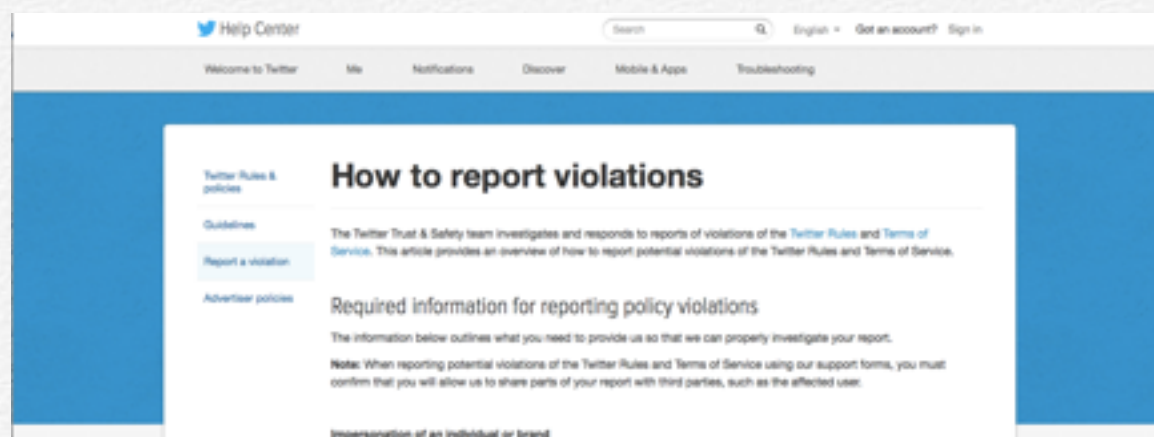 Help Center
Search
English
Got an account? Sign in
Welcome to Twitter Me Notifications Discover Mobile & Apps Troubleshooting
Twitter Rules &
policies
Guidelines
Report a violation
Advertiser policies
How to report violations
The Twitter Trust & Safety team investigates and responds to reports of violations of the Twitter Rules and Terms of
Service. This article provides an overview of how to report potential violations of the Twitter Rules and Terms of Service.
Required information for reporting policy violations
The information below outlines what you need to provide us so that we can properly investigate your report.
Note: When reporting potential violations of the Twitter Rules and Terms of Service using our support forms, you must
confirm that you will allow us to share parts of your report with third parties, such as the affected user.
Impersonation of an individual or brand